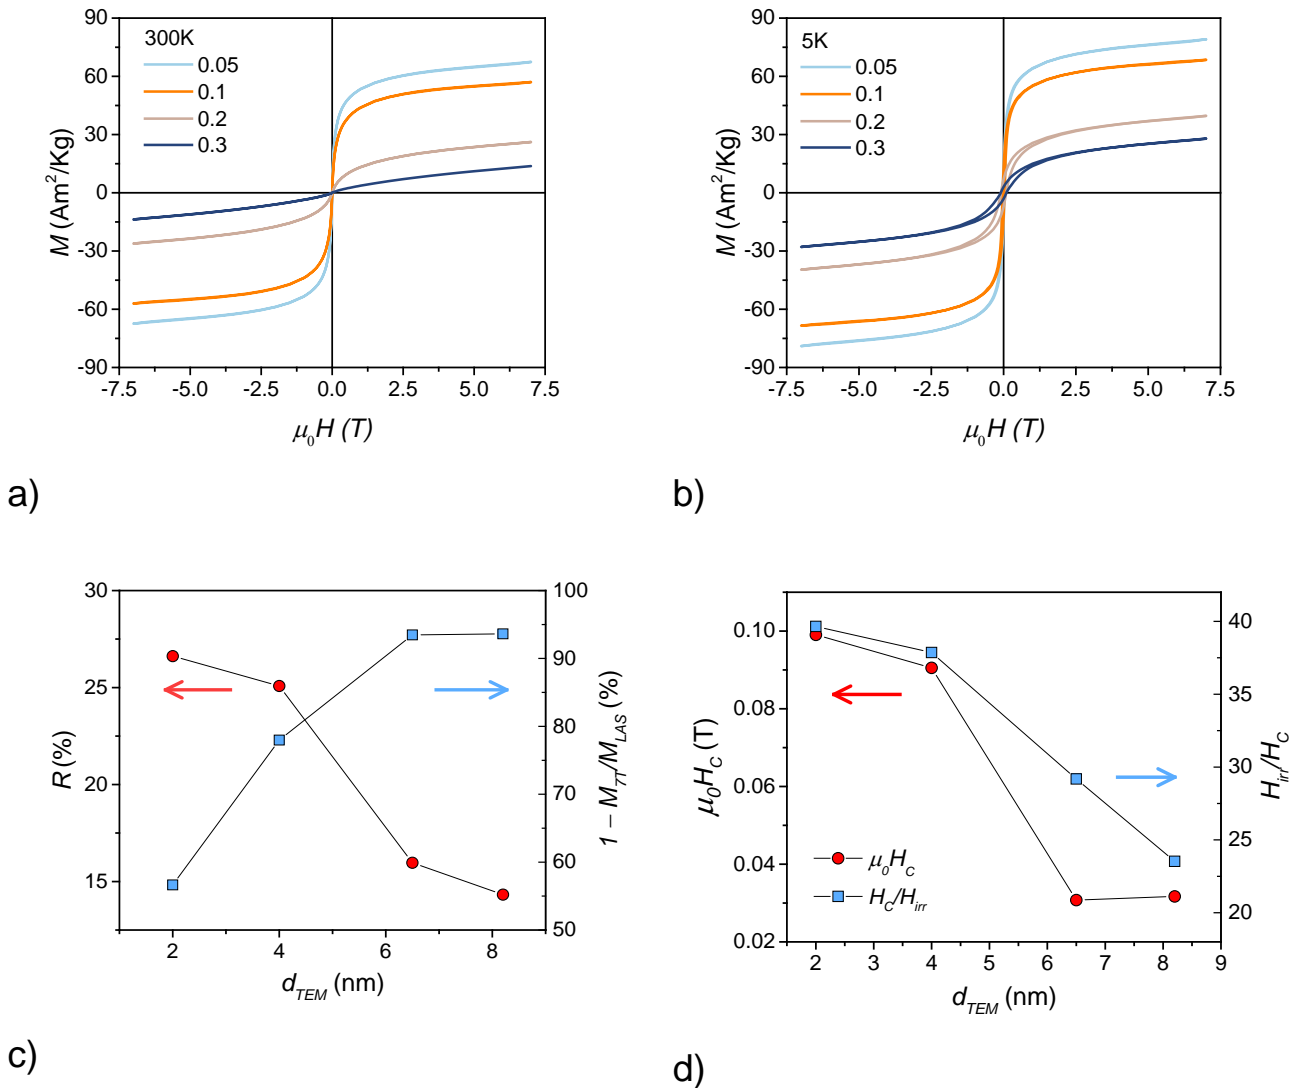 300K
0.05
0.1
0.2
0.3
90
60
30
0
-30
-60
-90
M (Am²/Kg)
-7.5 -5.0 -2.5 0.0 2.5 5.0 7.5
μ₀H (T)
a)
5K
0.05
0.1
0.2
0.3
90
60
30
0
-30
-60
-90
M (Am²/Kg)
-7.5 -5.0 -2.5 0.0 2.5 5.0 7.5
μ₀H (T)
b)
30
25
20
15
R(%)
100
90
80
70
60
50
1 – M7T/MLAS (%)
2 4 6 8
dTEM (nm)
c)
0.10
0.08
0.06
0.04
0.02
μ₀HC (T)
40
35
30
25
20
Hirr/HC
μ₀HC
HC/Hirr
2 3 4 5 6 7 8 9
dTEM (nm)
d)